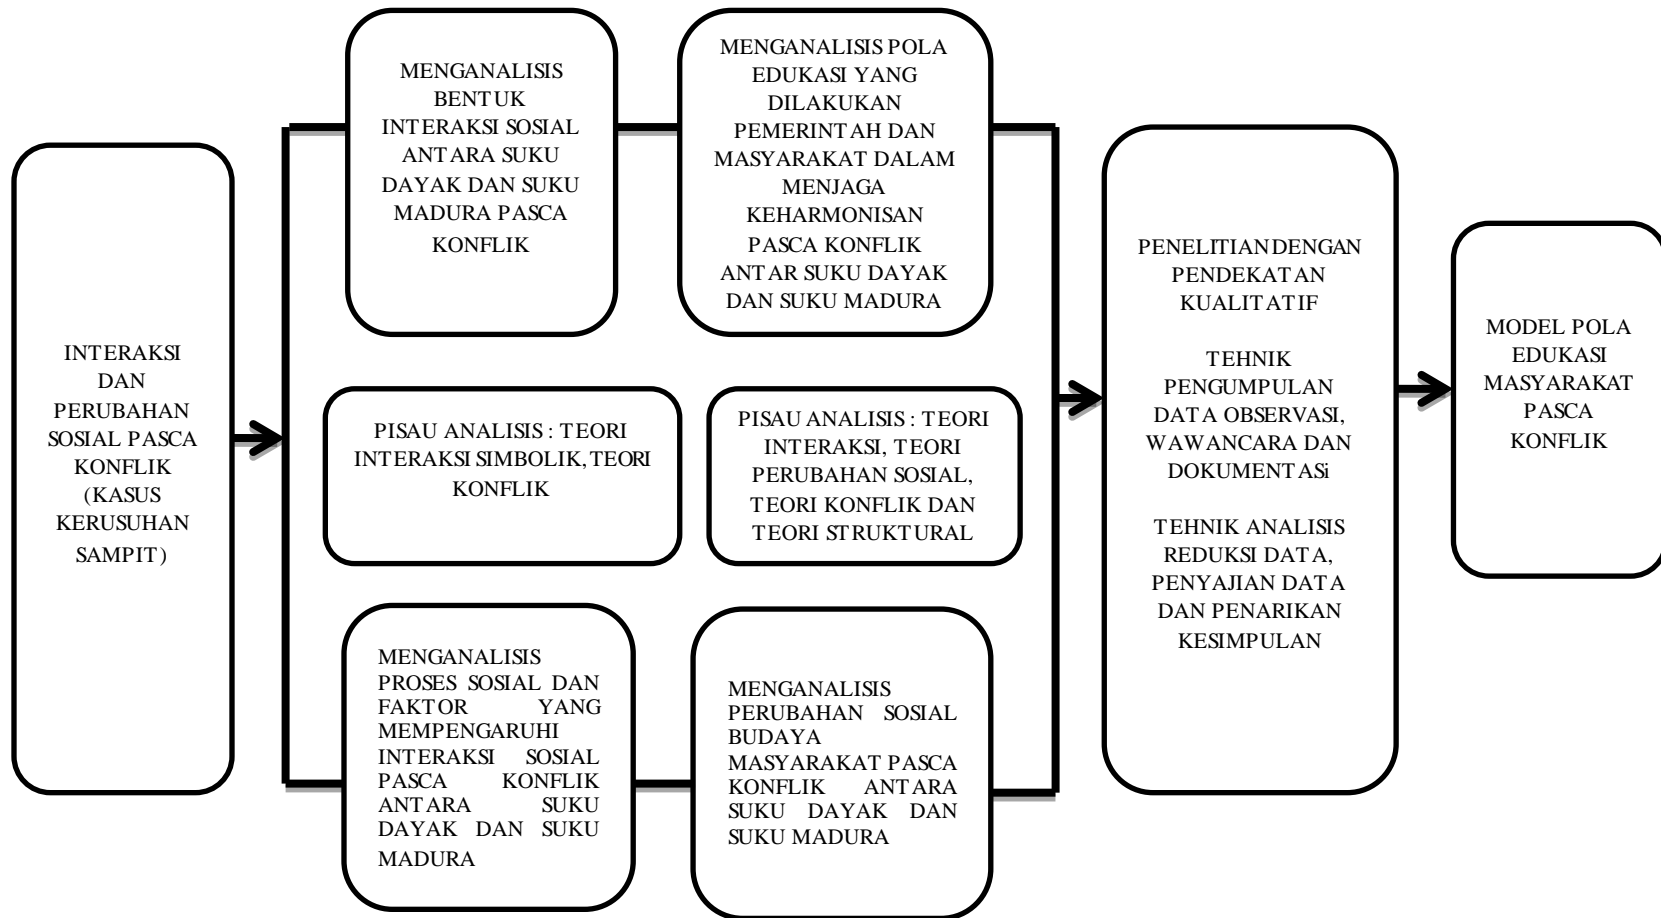 INTERAKSI
DAN
PERUBAHAN
SOSIAL PASCA
KONFLIK
(KASUS
KERUSUHAN
SAMPIT)
MENGANALISIS
BENTUK
INTERAKSI SOSIAL
ANTARA SUKU
DAYAK DAN SUKU
MADURA PASCA
KONFLIK
MENGANALISIS POLA
EDUKASI YANG
DILAKUKAN
PEMERINTAH DAN
MASYARAKAT DALAM
MENJAGA
KEHARMONISAN
PASCA KONFLIK
ANTAR SUKU DAYAK
DAN SUKU MADURA
PISAU ANALISIS : TEORI
INTERAKSI SIMBOLIK, TEORI
KONFLIK
PISAU ANALISIS : TEORI
INTERAKSI, TEORI
PERUBAHAN SOSIAL,
TEORI KONFLIK DAN
TEORI STRUKTURAL
MENGANALISIS
PROSES SOSIAL DAN
FAKTOR YANG
MEMPENGARUHI
INTERAKSI SOSIAL
PASCA KONFLIK
ANTARA SUKU
DAYAK DAN SUKU
MADURA
MENGANALISIS
PERUBAHAN SOSIAL
BUDAYA
MASYARAKAT PASCA
KONFLIK ANTARA
SUKU DAYAK DAN
SUKU MADURA
PENELITIAN DENGAN
PENDEKATAN
KUALITATIF
TEHNIK
PENGUMPULAN
DATA OBSERVASI,
WAWANCARA DAN
DOKUMENTASi
TEHNIK ANALISIS
REDUKSI DATA,
PENYAJIAN DATA
DAN PENARIKAN
KESIMPULAN
MODEL POLA
EDUKASI
MASYARAKAT
PASCA
KONFLIK